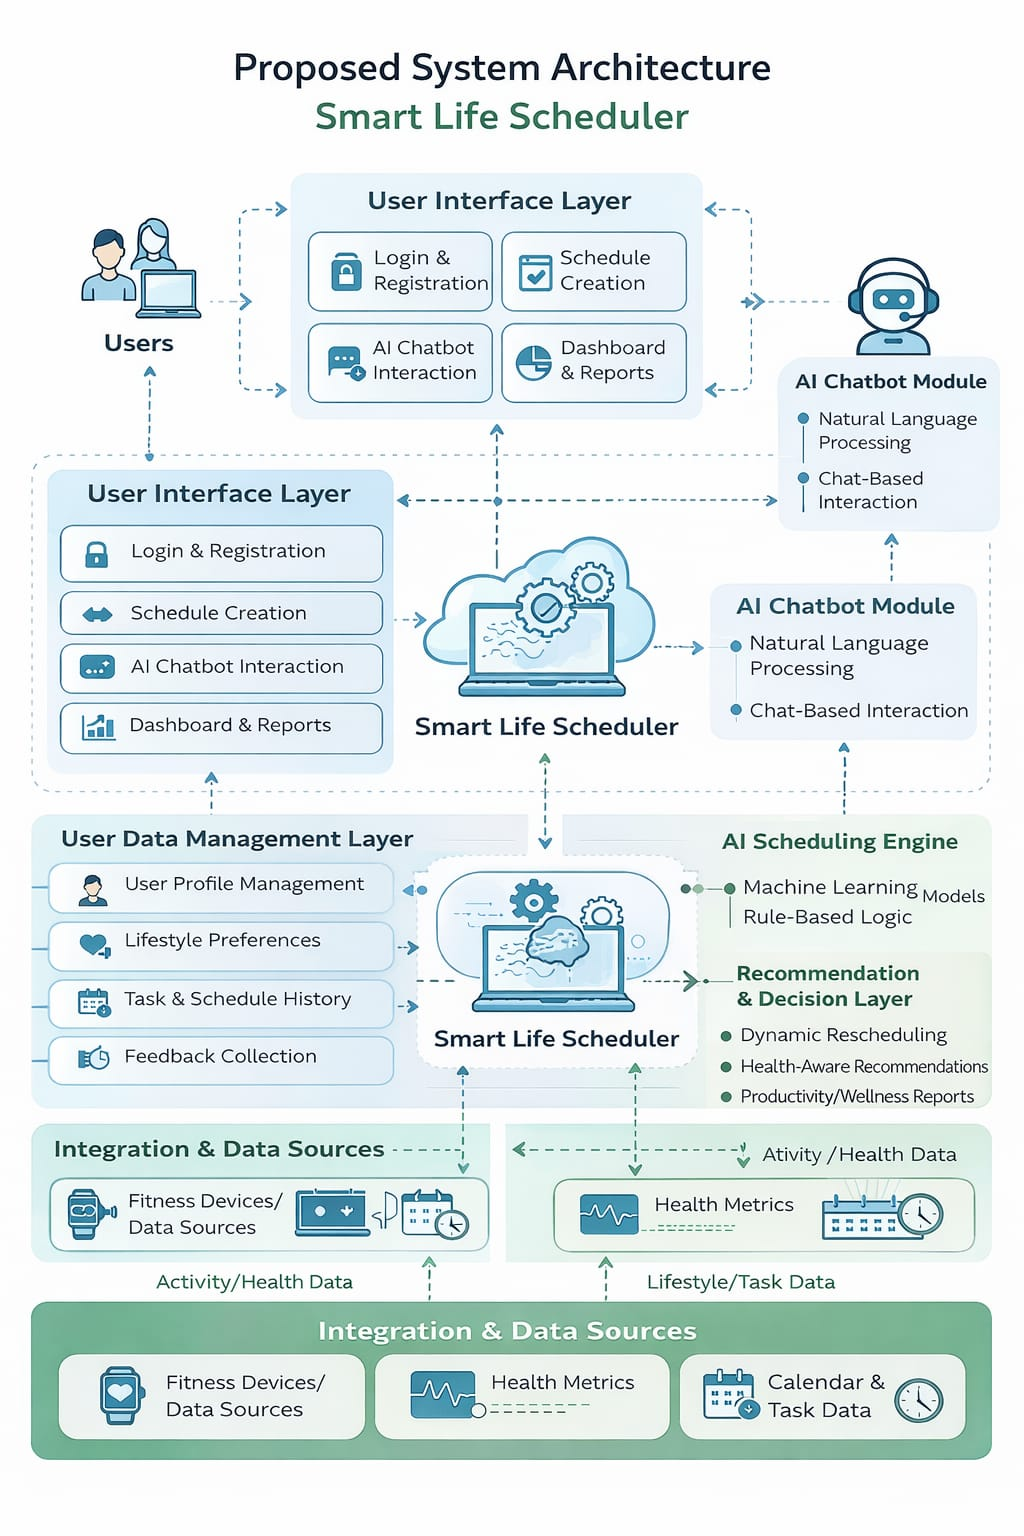 Proposed System Architecture
Smart Life Scheduler
User Interface Layer
Login &
Registration
Schedule
Creation
AI Chatbot
Interaction
Dashboard
& Reports
Users
AI Chatbot Module
Natural Language
Processing
Chat-Based
Interaction
User Interface Layer
Login & Registration
Schedule Creation
AI Chatbot Interaction
Dashboard & Reports
Smart Life Scheduler
AI Chatbot Module
Natural Language
Processing
Chat-Based Interaction
User Data Management Layer
User Profile Management
Lifestyle Preferences
Task & Schedule History
Feedback Collection
Smart Life Scheduler
AI Scheduling Engine
Machine Learning Models
Rule-Based Logic
Recommendation
& Decision Layer
Dynamic Rescheduling
Health-Aware Recommendations
Productivity/Wellness Reports
Integration & Data Sources
Fitness Devices/
Data Sources
Ativity /Health Data
Health Metrics
Activity/Health Data
Lifestyle/Task Data
Integration & Data Sources
Fitness Devices/
Data Sources
Health Metrics
Calendar &
Task Data